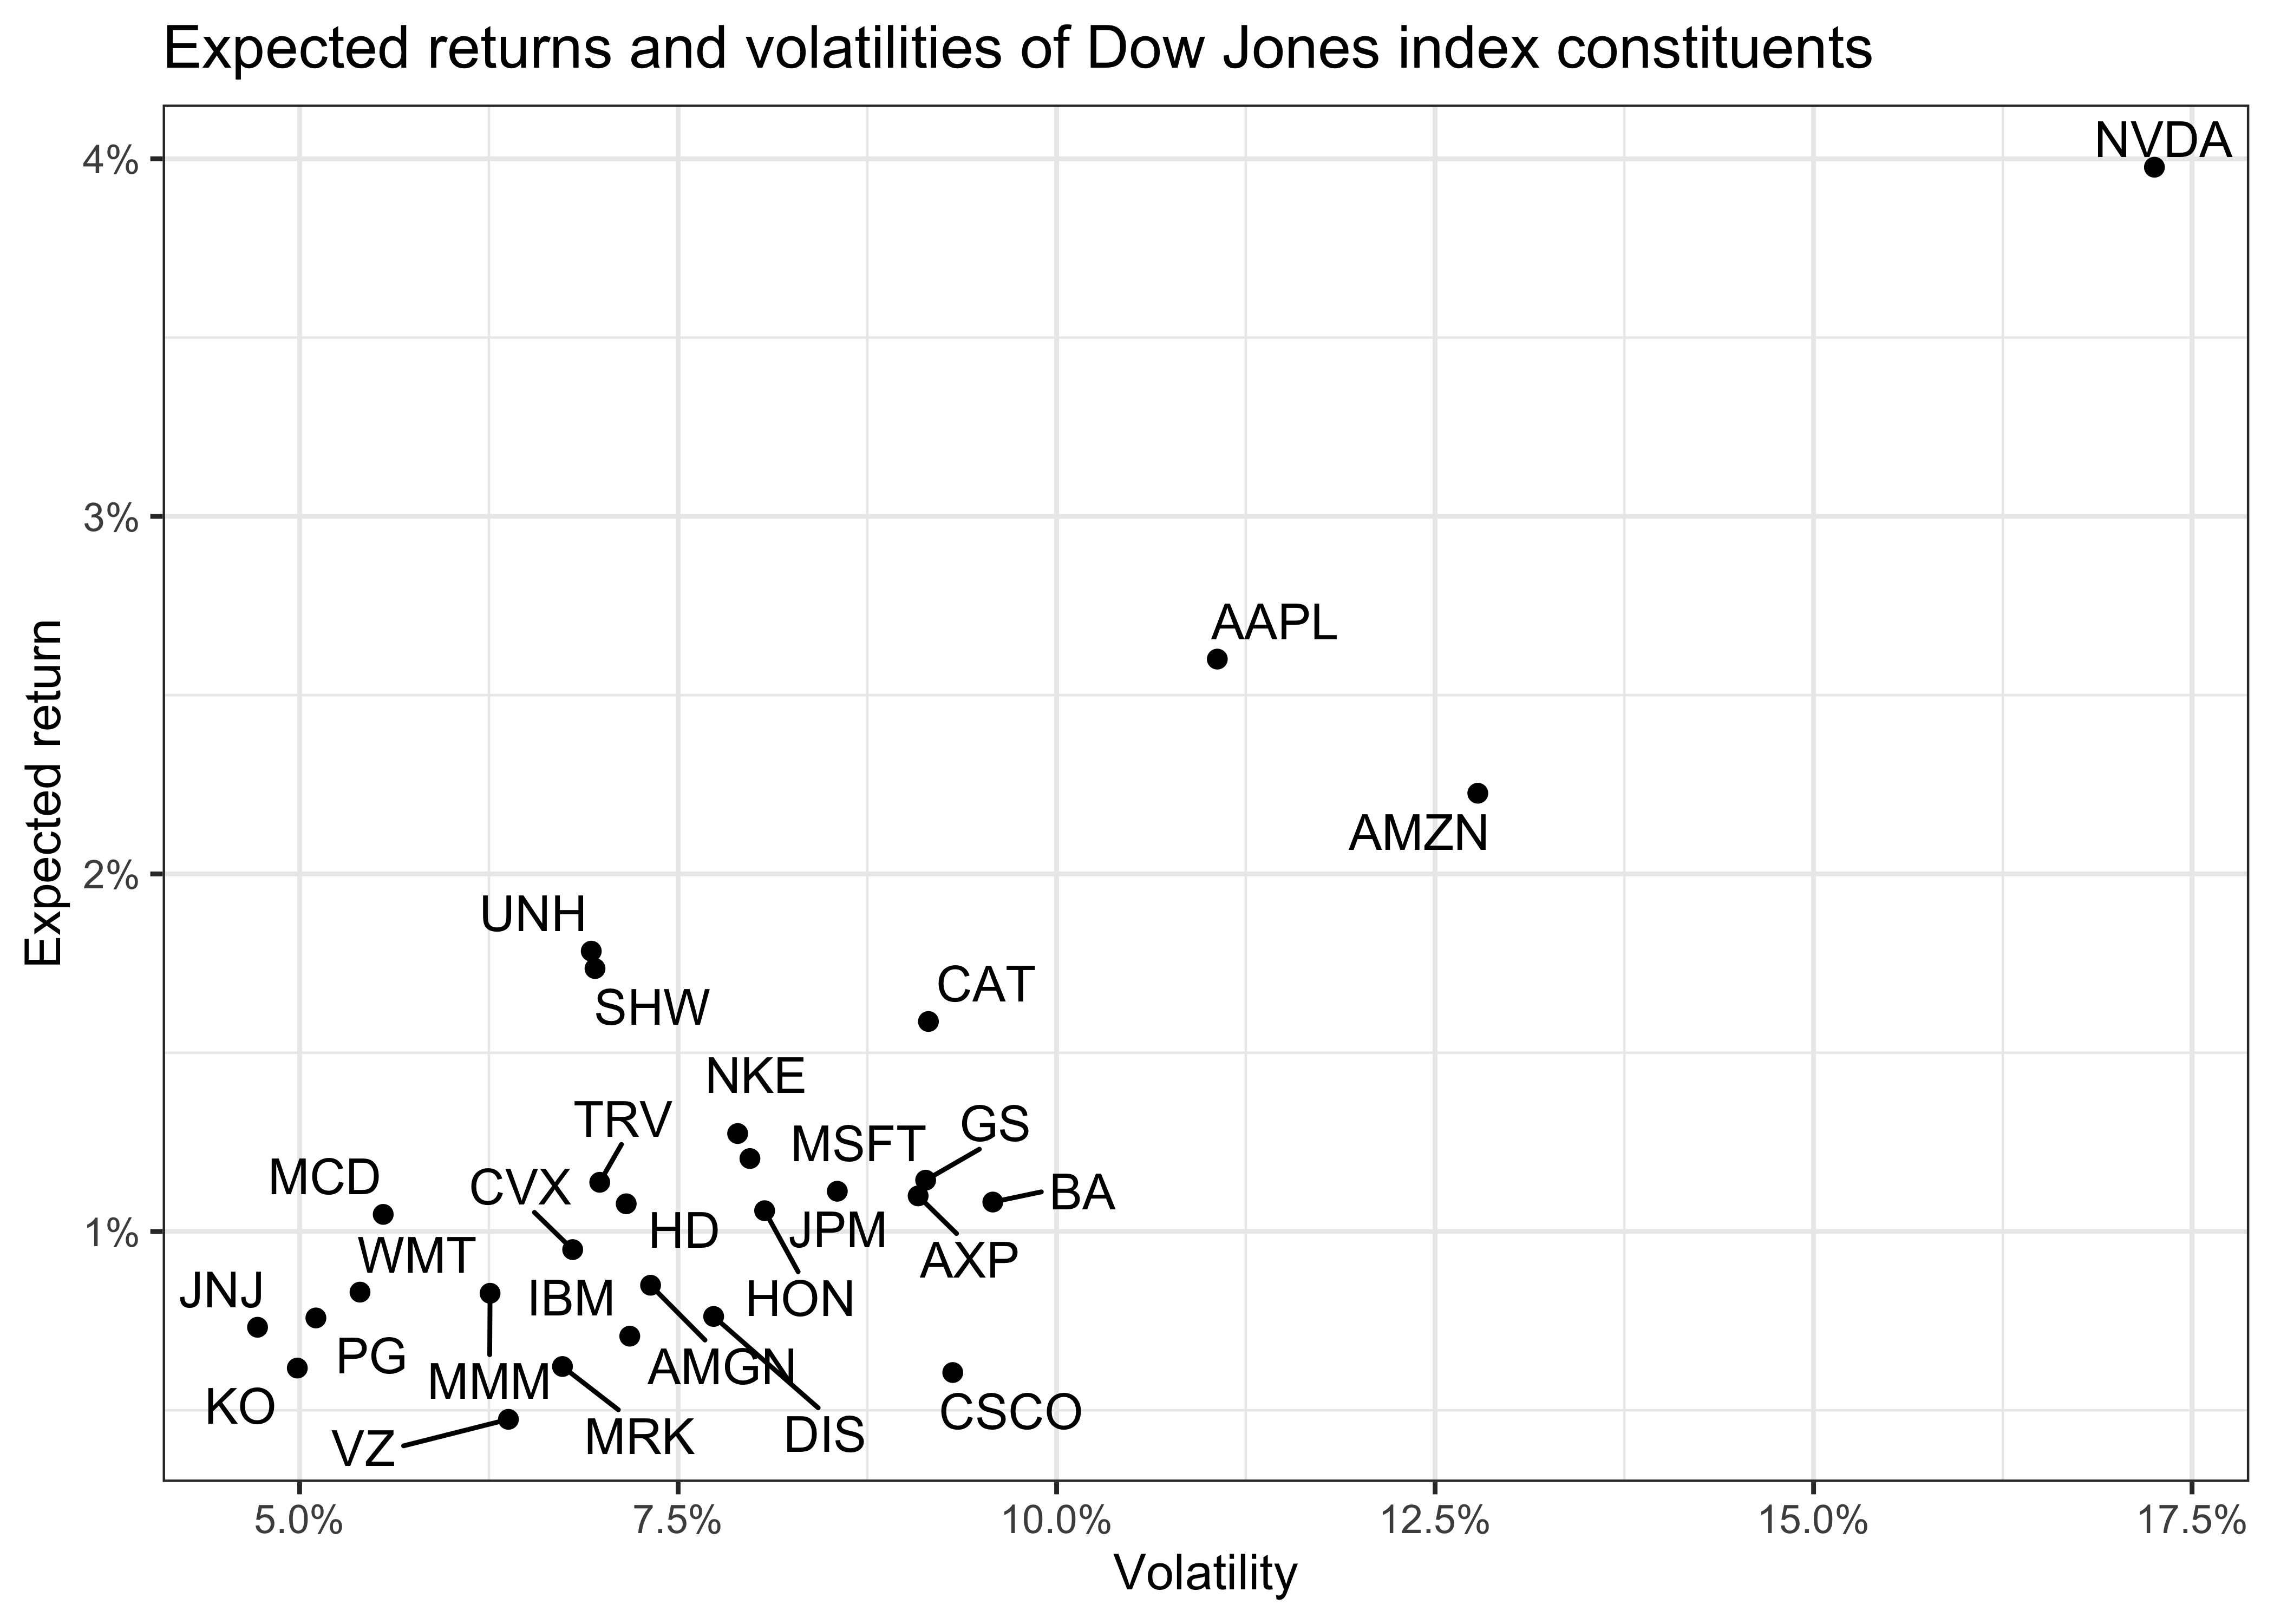 Expected returns and volatilities of Dow Jones index constituents
Expected return
4%
3%
2%
1%
NVDA
AAPL
AMZN
UNH
SHW
CAT
NKE
TRV
GS
MSFT
MCD
CVX
BA
HD
JPM
WMT
AXP
JNJ
IBM
HON
PG
MMM
AMGN
KO
CSCO
VZ
MRK
DIS
5.0%
7.5%
10.0%
12.5%
15.0%
17.5%
Volatility